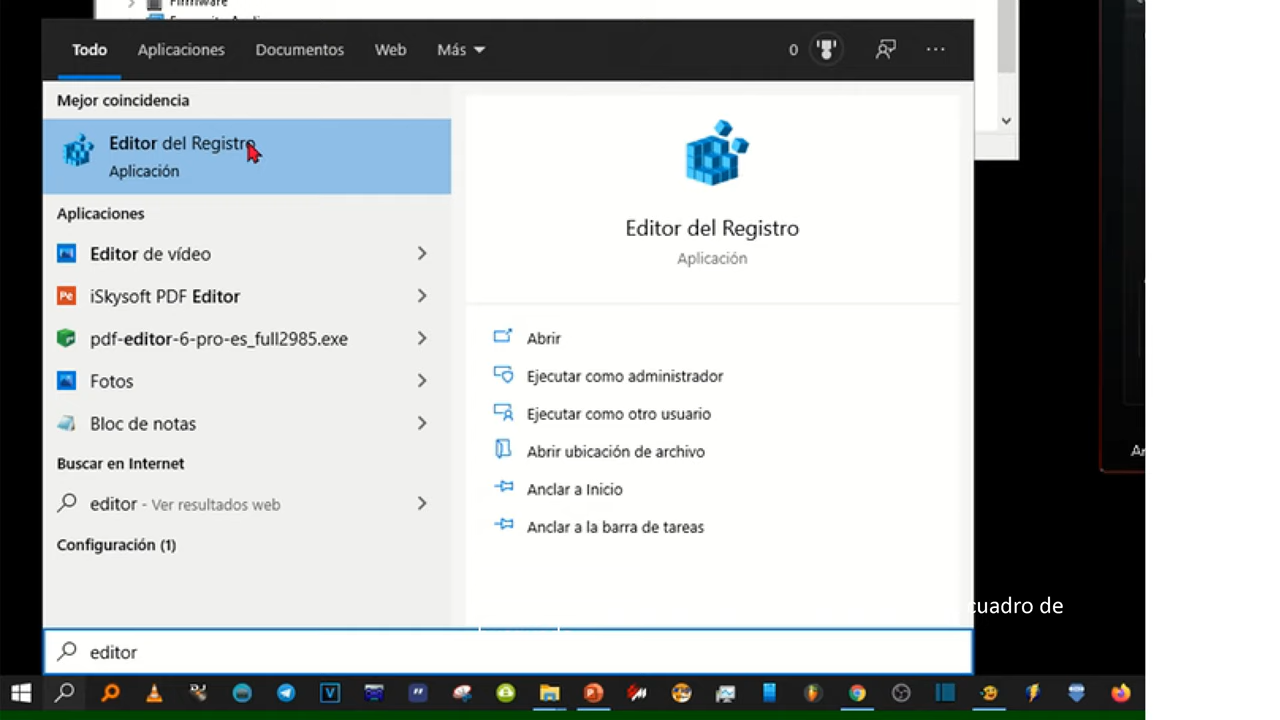 Firmware
Todo
Aplicaciones
Documentos
Web
Más
0
Mejor coincidencia
Editor del Registro
Aplicación
Aplicaciones
Editor de vídeo
iSkysoft PDF Editor
pdf-editor-6-pro-es_full2985.exe
Fotos
Bloc de notas
Buscar en Internet
editor - Ver resultados web
Configuración (1)
Editor del Registro
Aplicación
Abrir
Ejecutar como administrador
Ejecutar como otro usuario
Abrir ubicación de archivo
Anclar a Inicio
Anclar a la barra de tareas
cuadro de
editor